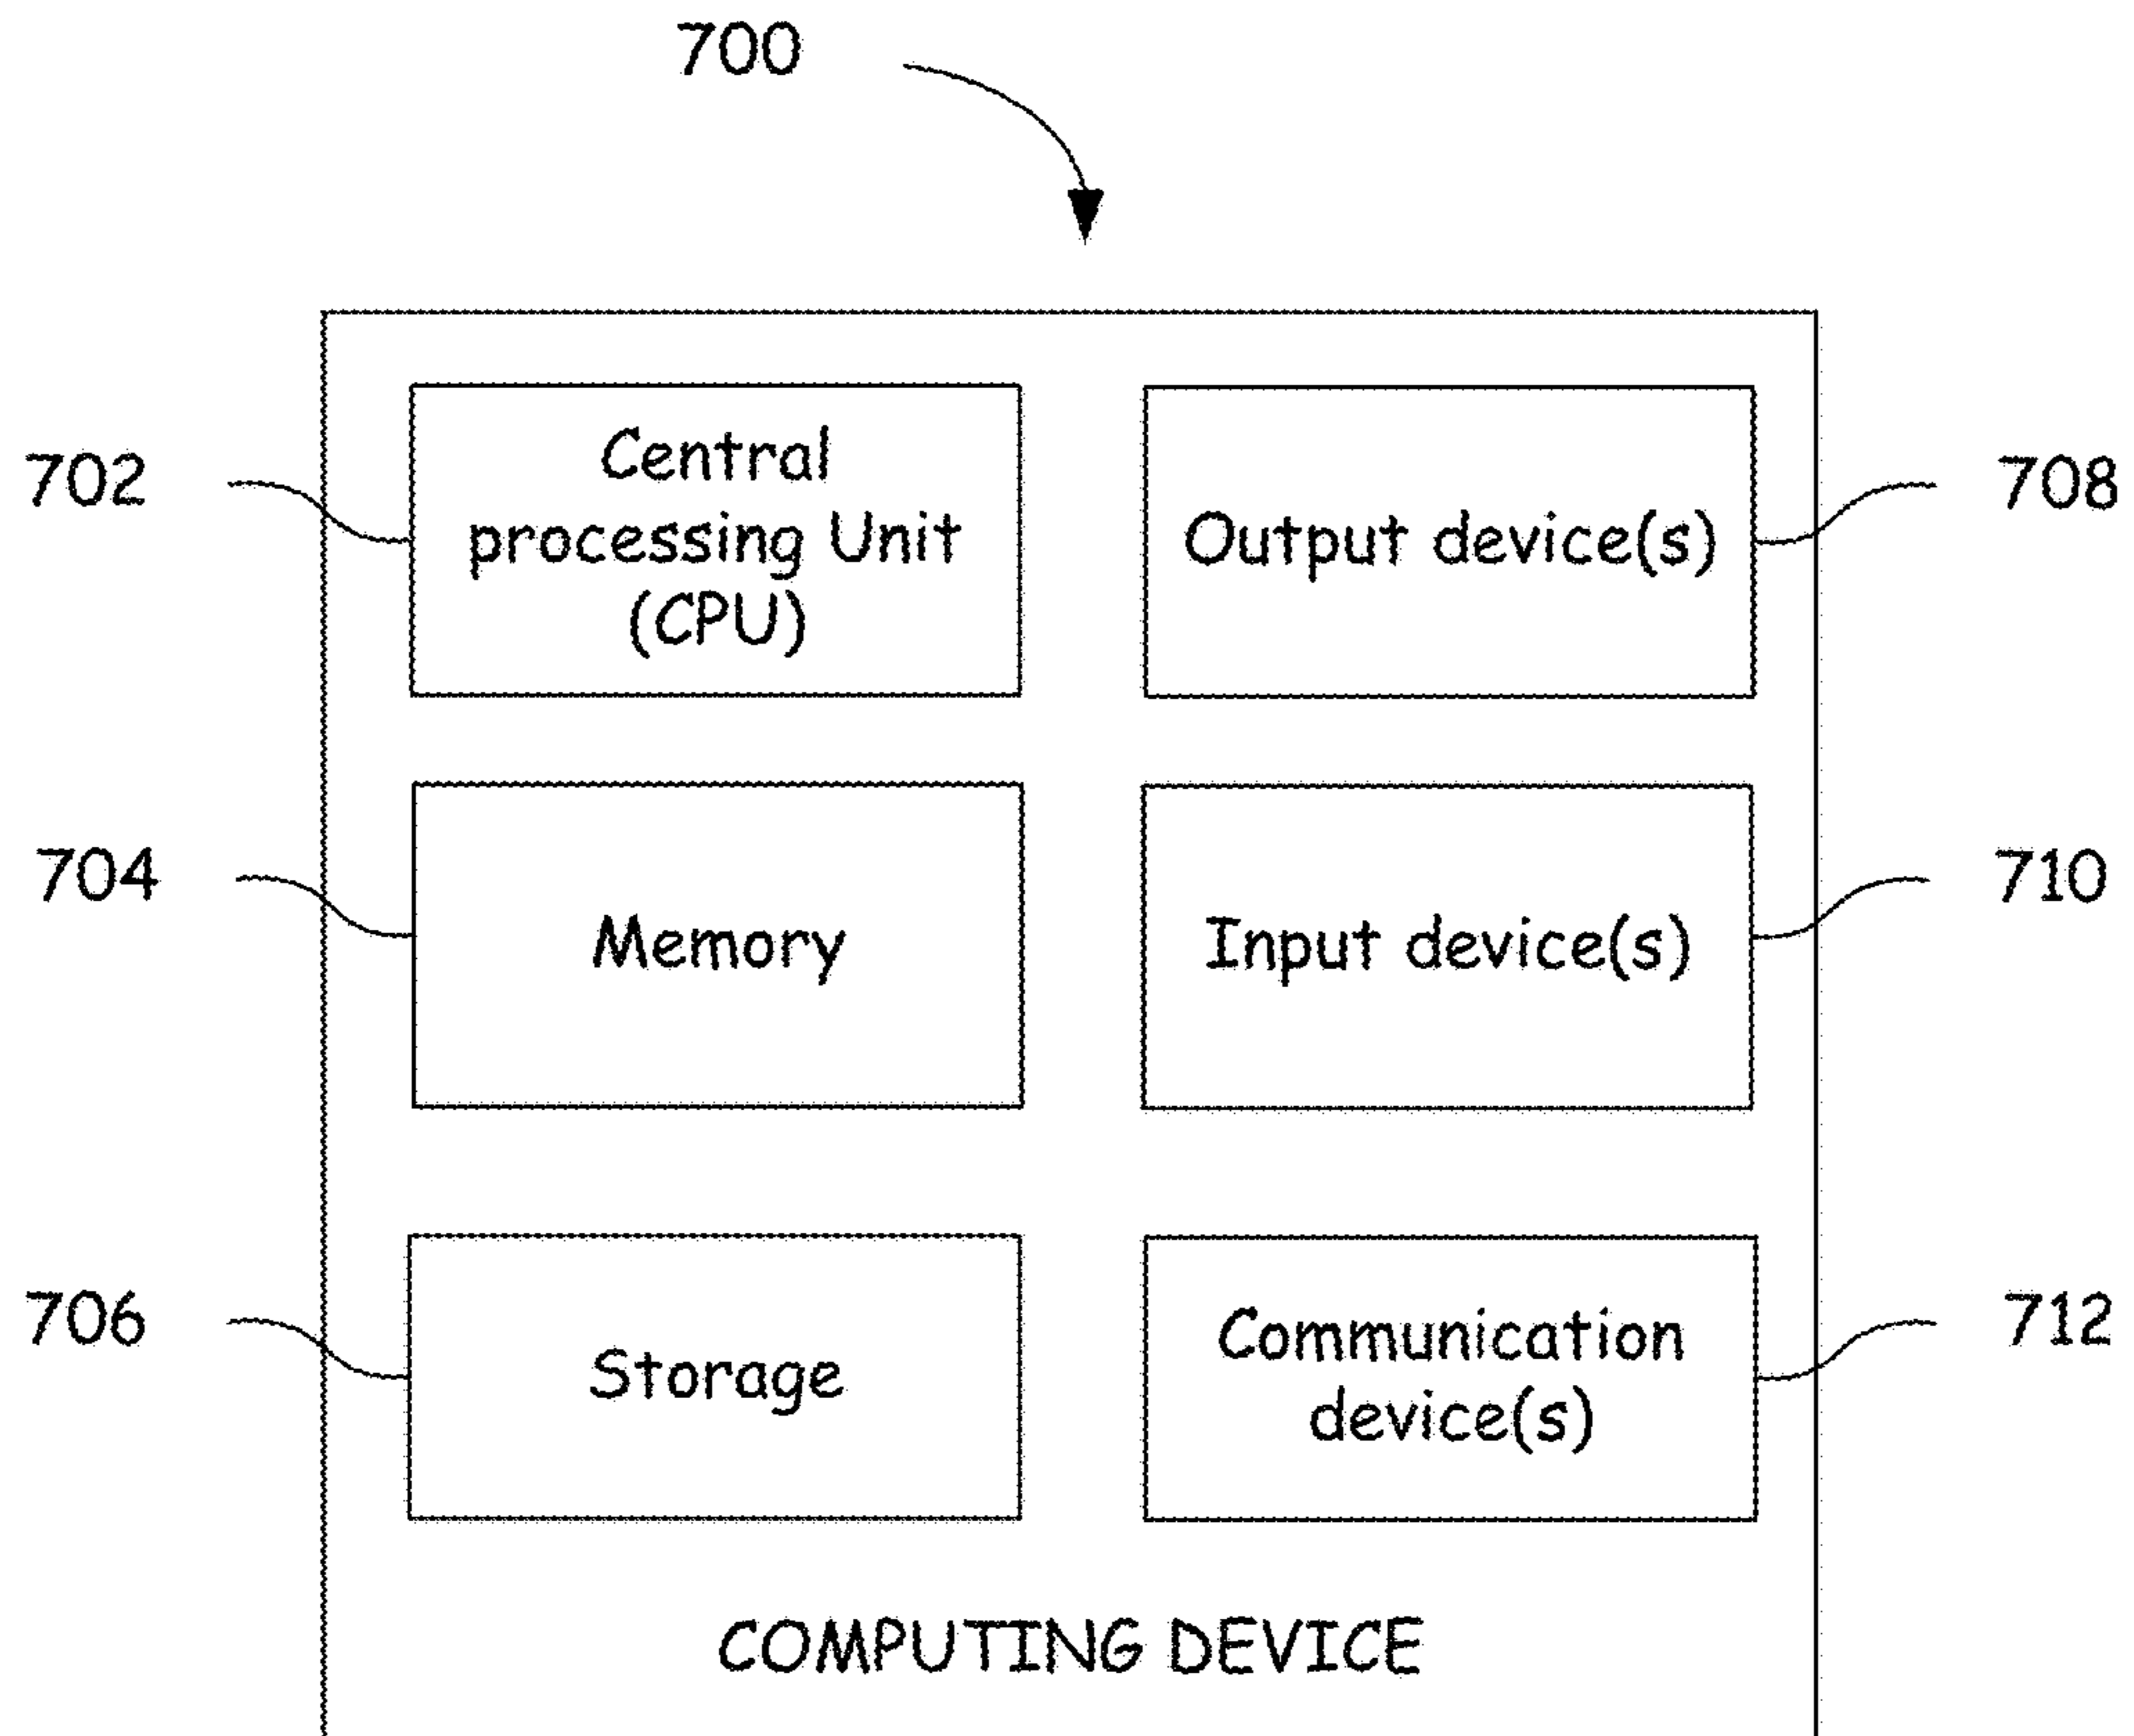 700
702
Central
processing Unit
(CPU)
Output device(s)
708
704
Memory
Input device(s)
710
706
Storage
Communication
device(s)
712
COMPUTING DEVICE